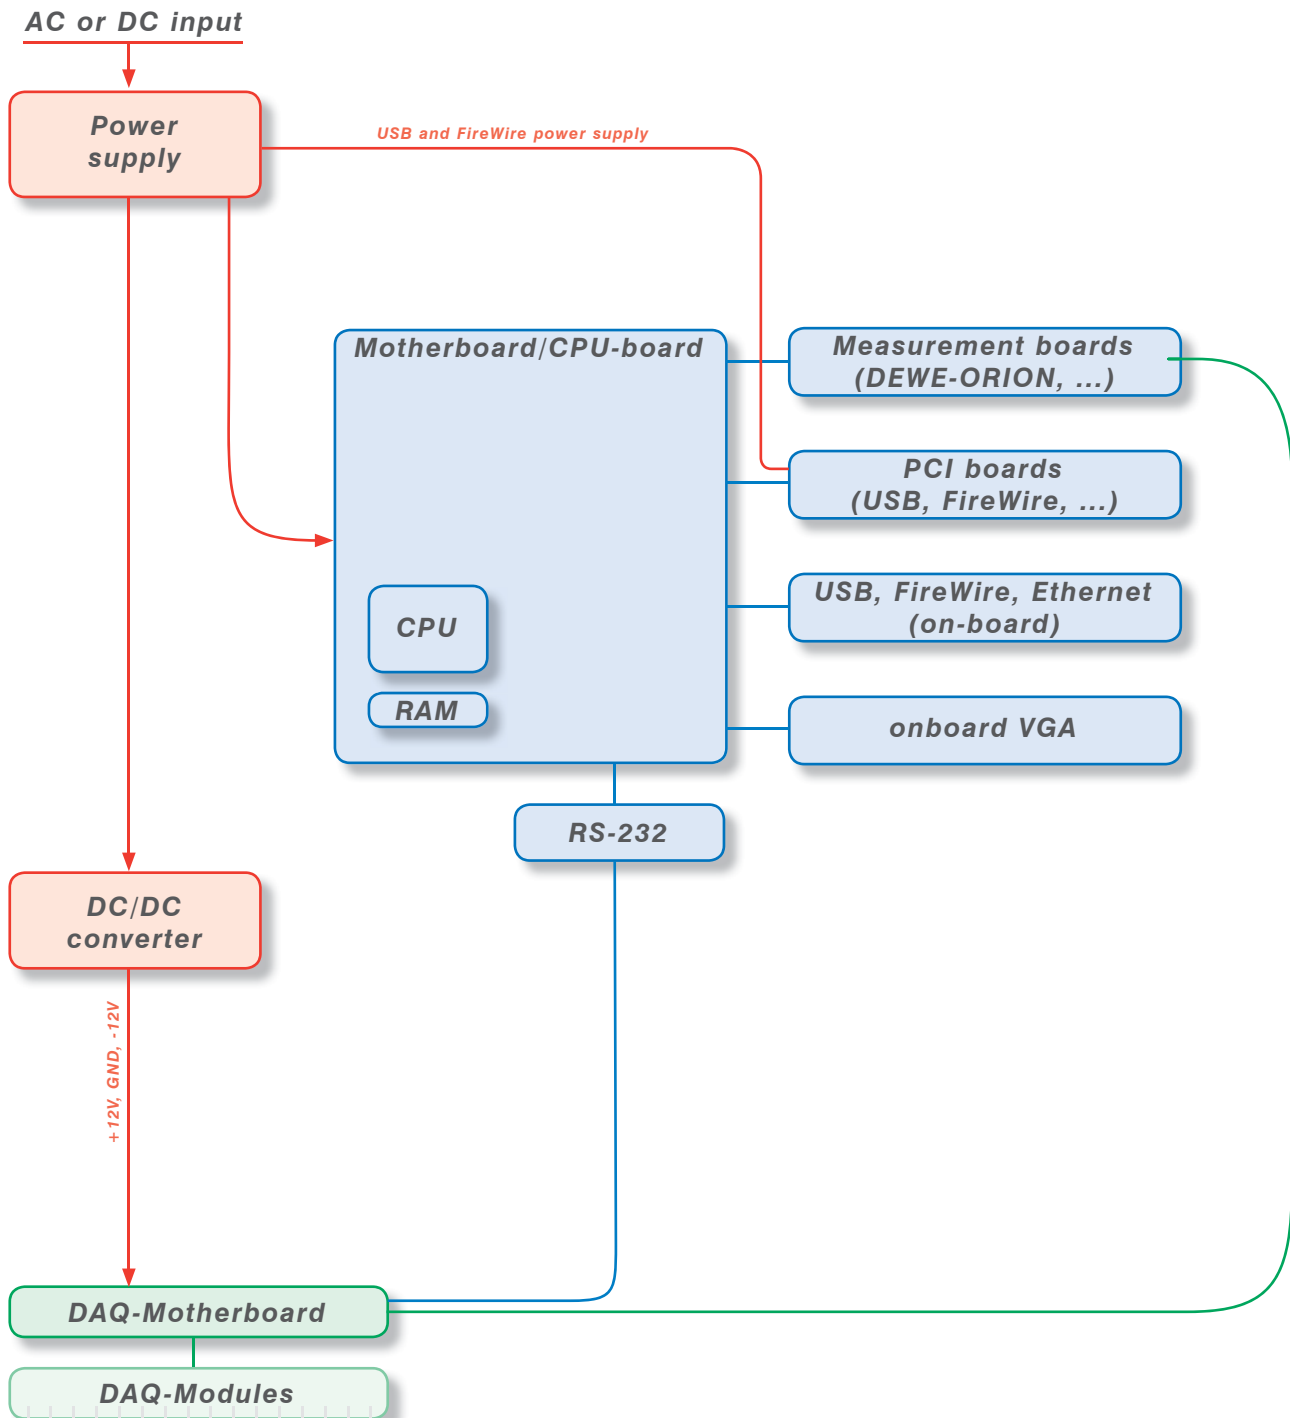 AC or DC input
Power
supply
USB and FireWire power supply
Motherboard/CPU-board
Measurement boards
(DEWE-ORION, ...)
PCI boards
(USB, FireWire, ...)
USB, FireWire, Ethernet
(on-board)
CPU
RAM
onboard VGA
RS-232
DC/DC
converter
+12V, GND, -12V
DAQ-Motherboard
DAQ-Modules